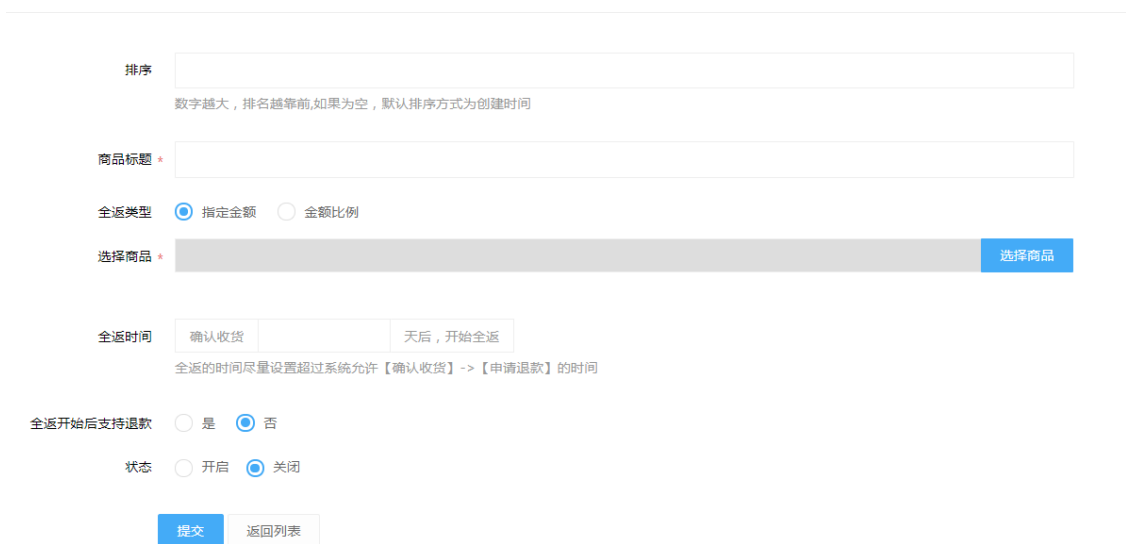 排序
数字越大，排名越靠前,如果为空，默认排序方式为创建时间
商品标题 *
全返类型 指定金额 金额比例
选择商品 * 选择商品
全返时间 确认收货 天后，开始全返
全返的时间尽量设置超过系统允许【确认收货】->【申请退款】的时间
全返开始后支持退款 是 否
状态 开启 关闭
提交 返回列表